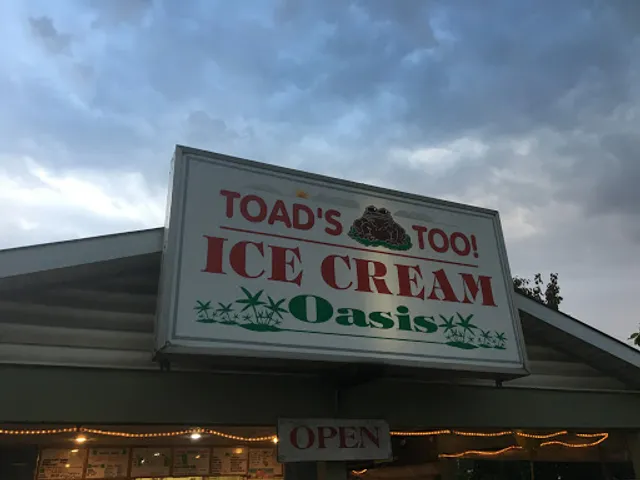 TOAD'S TOO!
ICE CREAM
Oasis
OPEN